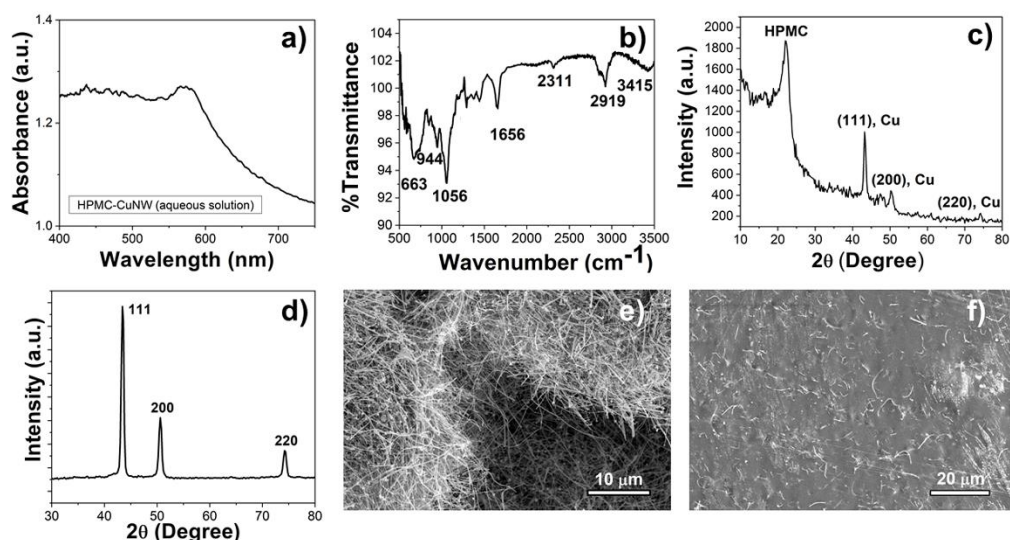 a)
1.4
1.2
1.0
Absorbance (a.u.)
HPMC-CuNW (aqueous solution)
400 500 600 700
Wavelength (nm)
b)
104
102
100
98
96
94
92
%Transmittance
663
944
1056
1656
2311
2919
3415
500 1000 1500 2000 2500 3000 3500
Wavenumber (cm-1)
c)
2000
1800
1600
1400
1200
1000
800
600
400
200
Intensity (a.u.)
HPMC
(111), Cu
(200), Cu
(220), Cu
10 20 30 40 50 60 70 80
2θ (Degree)
d)
Intensity (a.u.)
111
200
220
30 40 50 60 70 80
2θ (Degree)
e)
10 μm
f)
20 μm